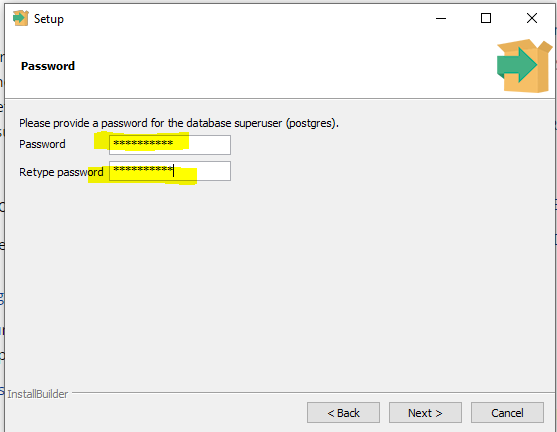 Setup
Password
Please provide a password for the database superuser (postgres).
Password **********
Retype password **********
InstallBuilder
< Back Next > Cancel